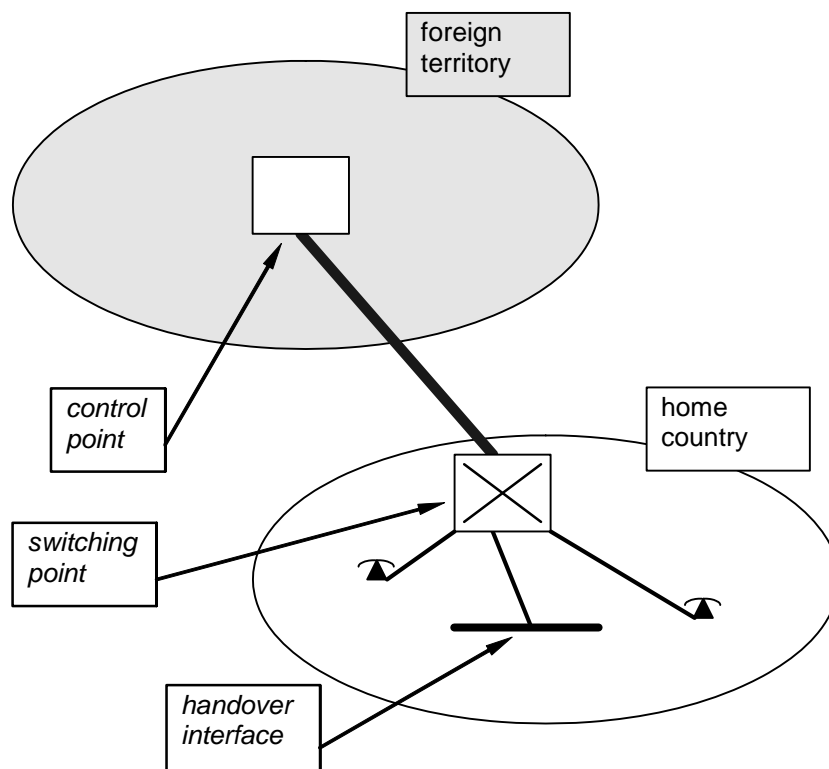 foreign
territory
control
point
home
country
switching
point
handover
interface